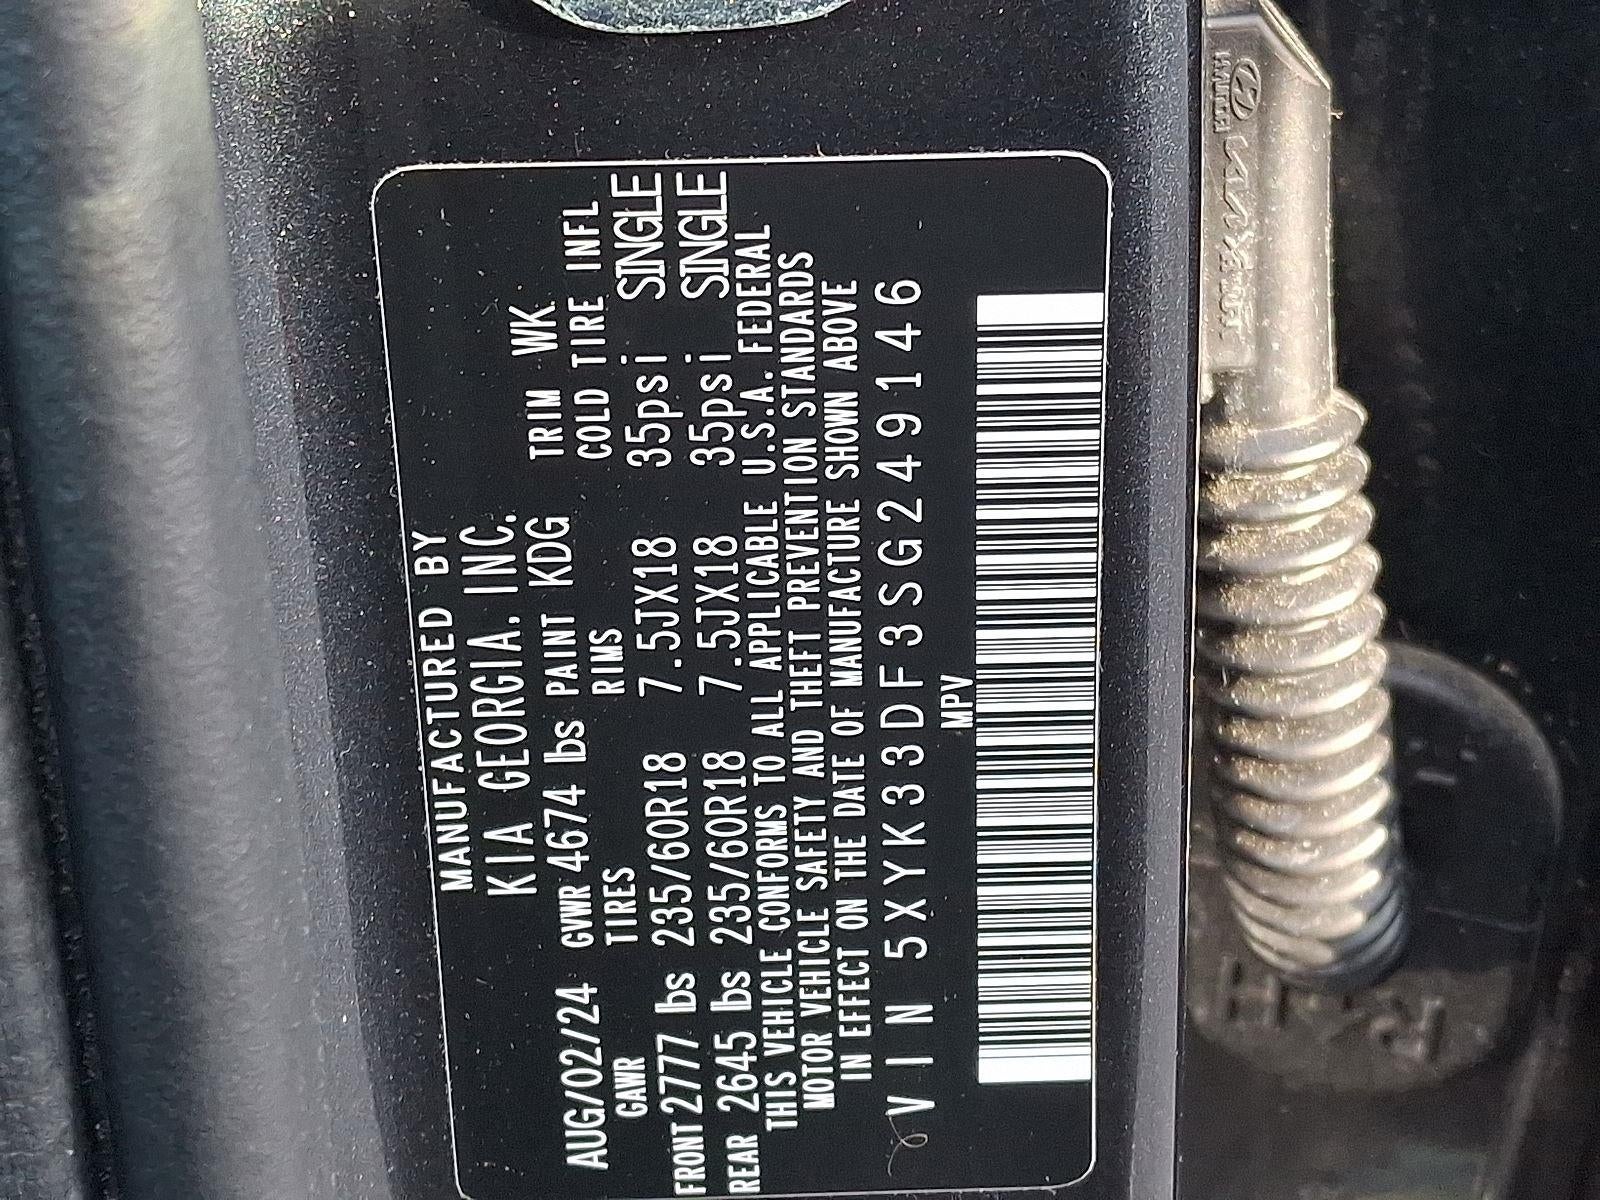 MANUFACTURED BY
KIA GEORGIA, INC.
TRIM WK
AUG/02/24 GVWR 4674 lbs PAINT KDG
GAWR TIRES RIMS COLD TIRE INFL
FRONT 2777 lbs 235/60R18 7.5JX18 35psi SINGLE
REAR 2645 lbs 235/60R18 7.5JX18 35psi SINGLE
THIS VEHICLE CONFORMS TO ALL APPLICABLE U.S.A. FEDERAL
MOTOR VEHICLE SAFETY AND THEFT PREVENTION STANDARDS
IN EFFECT ON THE DATE OF MANUFACTURE SHOWN ABOVE
VIN 5XYK33DF3SG249146
MPV
HYUNDAI